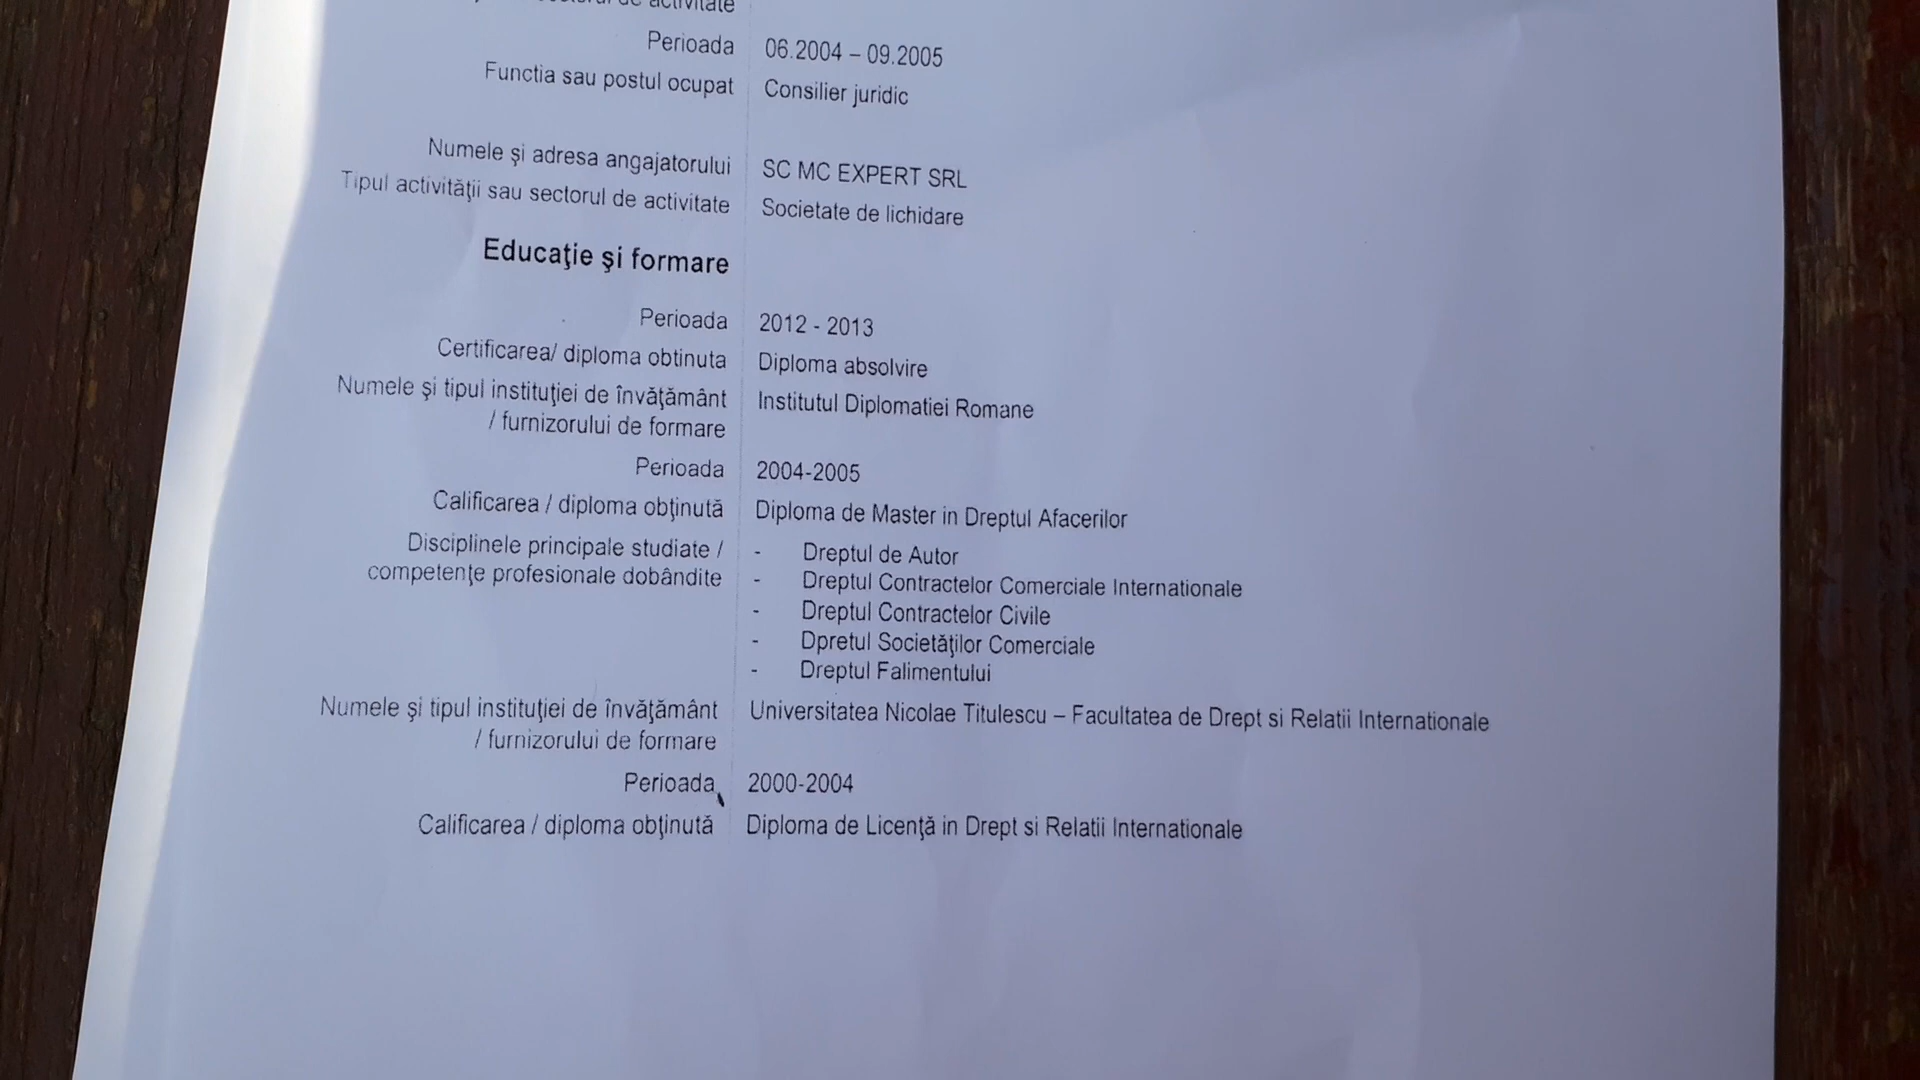 sectorul de activitate
Perioada 06.2004 – 09.2005
Functia sau postul ocupat Consilier juridic
Numele şi adresa angajatorului SC MC EXPERT SRL
Tipul activităţii sau sectorul de activitate Societate de lichidare
Educaţie şi formare
Perioada 2012 - 2013
Certificarea/ diploma obtinuta Diploma absolvire
Numele şi tipul instituţiei de învăţământ Institutul Diplomatiei Romane
/ furnizorului de formare
Perioada 2004-2005
Calificarea / diploma obţinută Diploma de Master in Dreptul Afacerilor
Disciplinele principale studiate / - Dreptul de Autor
competenţe profesionale dobândite - Dreptul Contractelor Comerciale Internationale
- Dreptul Contractelor Civile
- Dpretul Societăţilor Comerciale
- Dreptul Falimentului
Numele şi tipul instituţiei de învăţământ Universitatea Nicolae Titulescu – Facultatea de Drept si Relatii Internationale
/ furnizorului de formare
Perioada 2000-2004
Calificarea / diploma obţinută Diploma de Licenţă in Drept si Relatii Internationale